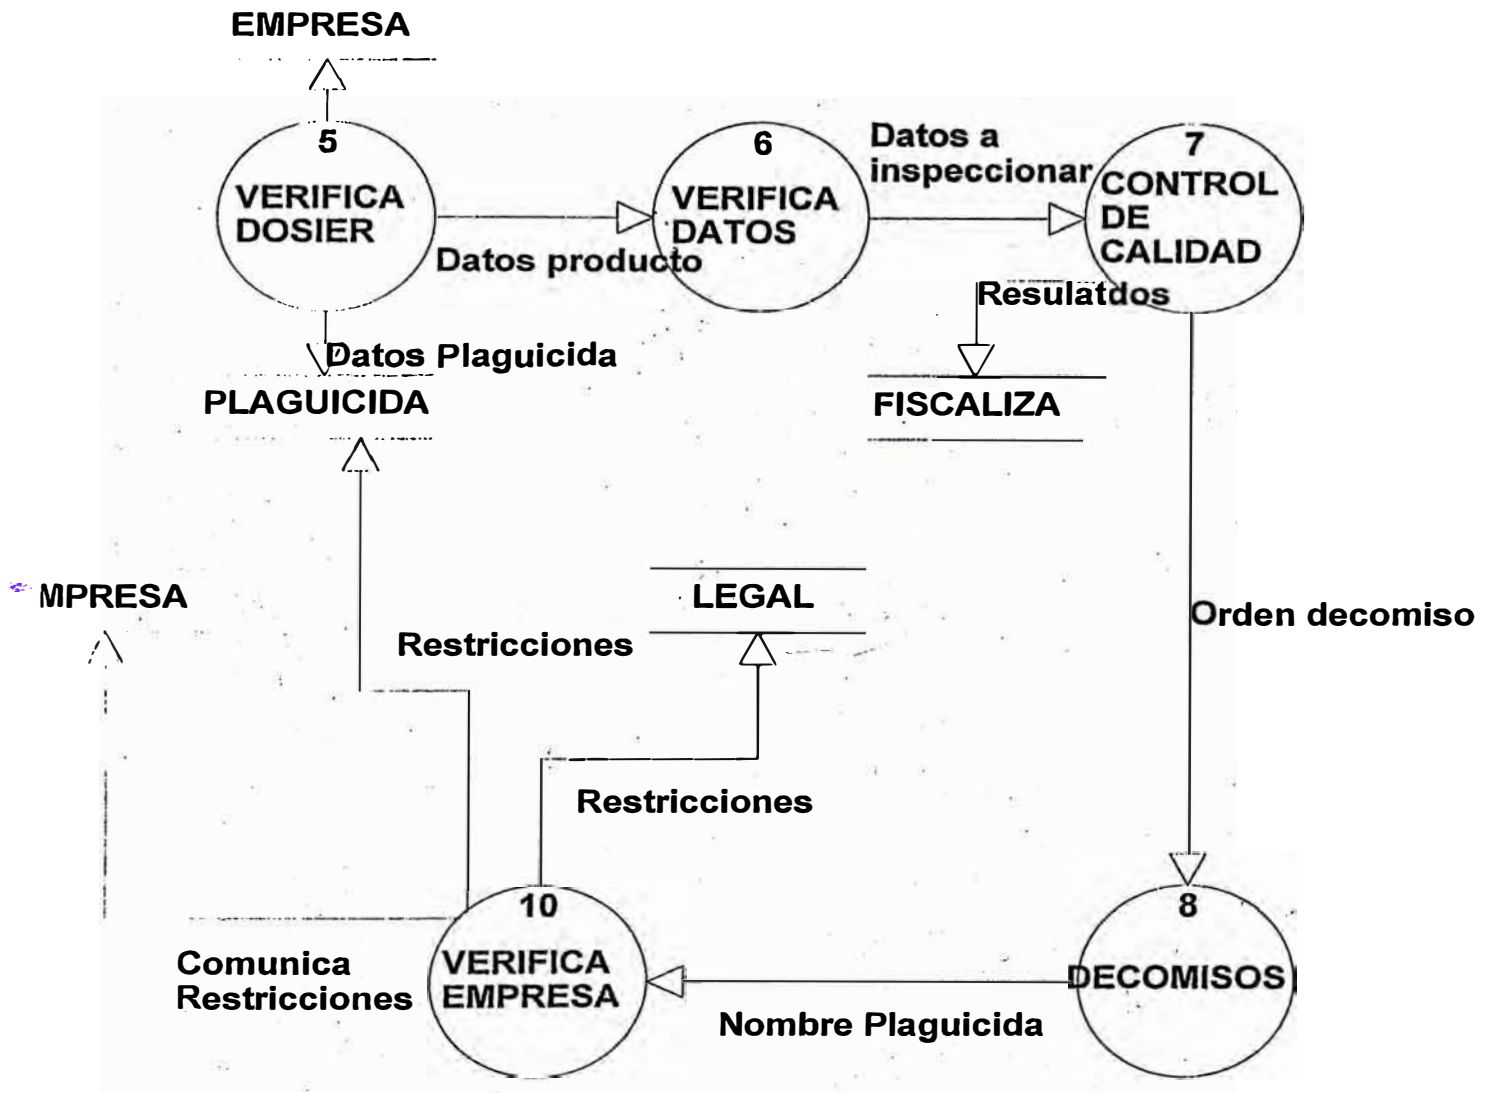 EMPRESA
5
VERIFICA
DOSIER
Datos producto
6
VERIFICA
DATOS
Datos a
inspeccionar
7
CONTROL
DE
CALIDAD
Resulatdos
Datos Plaguicida
PLAGUICIDA
FISCALIZA
MPRESA
LEGAL
Orden decomiso
Restricciones
Restricciones
10
VERIFICA
EMPRESA
8
DECOMISOS
Comunica
Restricciones
Nombre Plaguicida